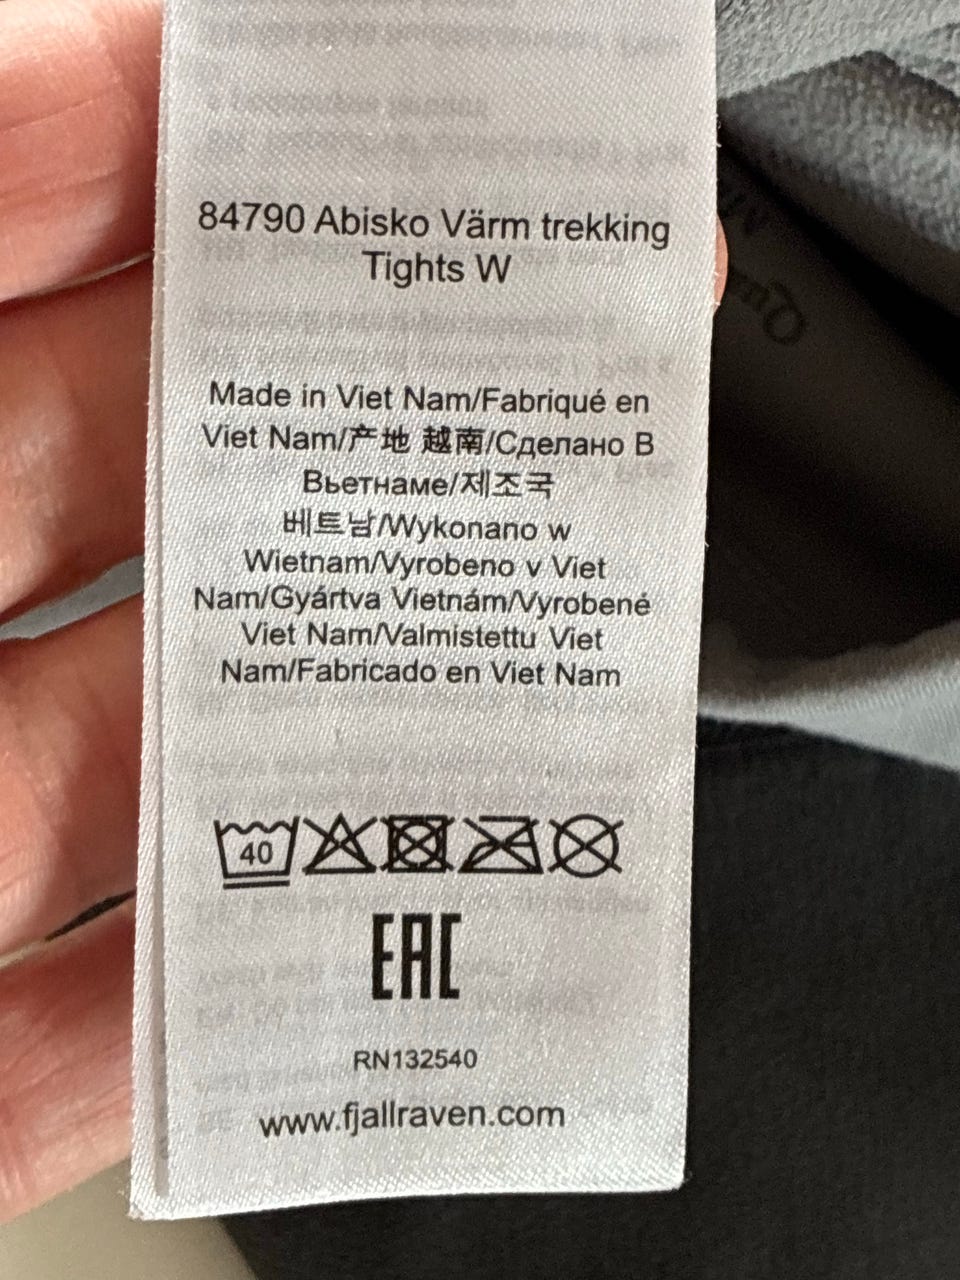 84790 Abisko Värm trekking
Tights W
Made in Viet Nam/Fabriqué en
Viet Nam/产地 越南/Сделано В
Вьетнаме/제조국
베트남/Wykonano w
Wietnam/Vyrobeno v Viet
Nam/Gyártva Vietnám/Vyrobené
Viet Nam/Valmistettu Viet
Nam/Fabricado en Viet Nam
40
EAC
RN132540
www.fjallraven.com